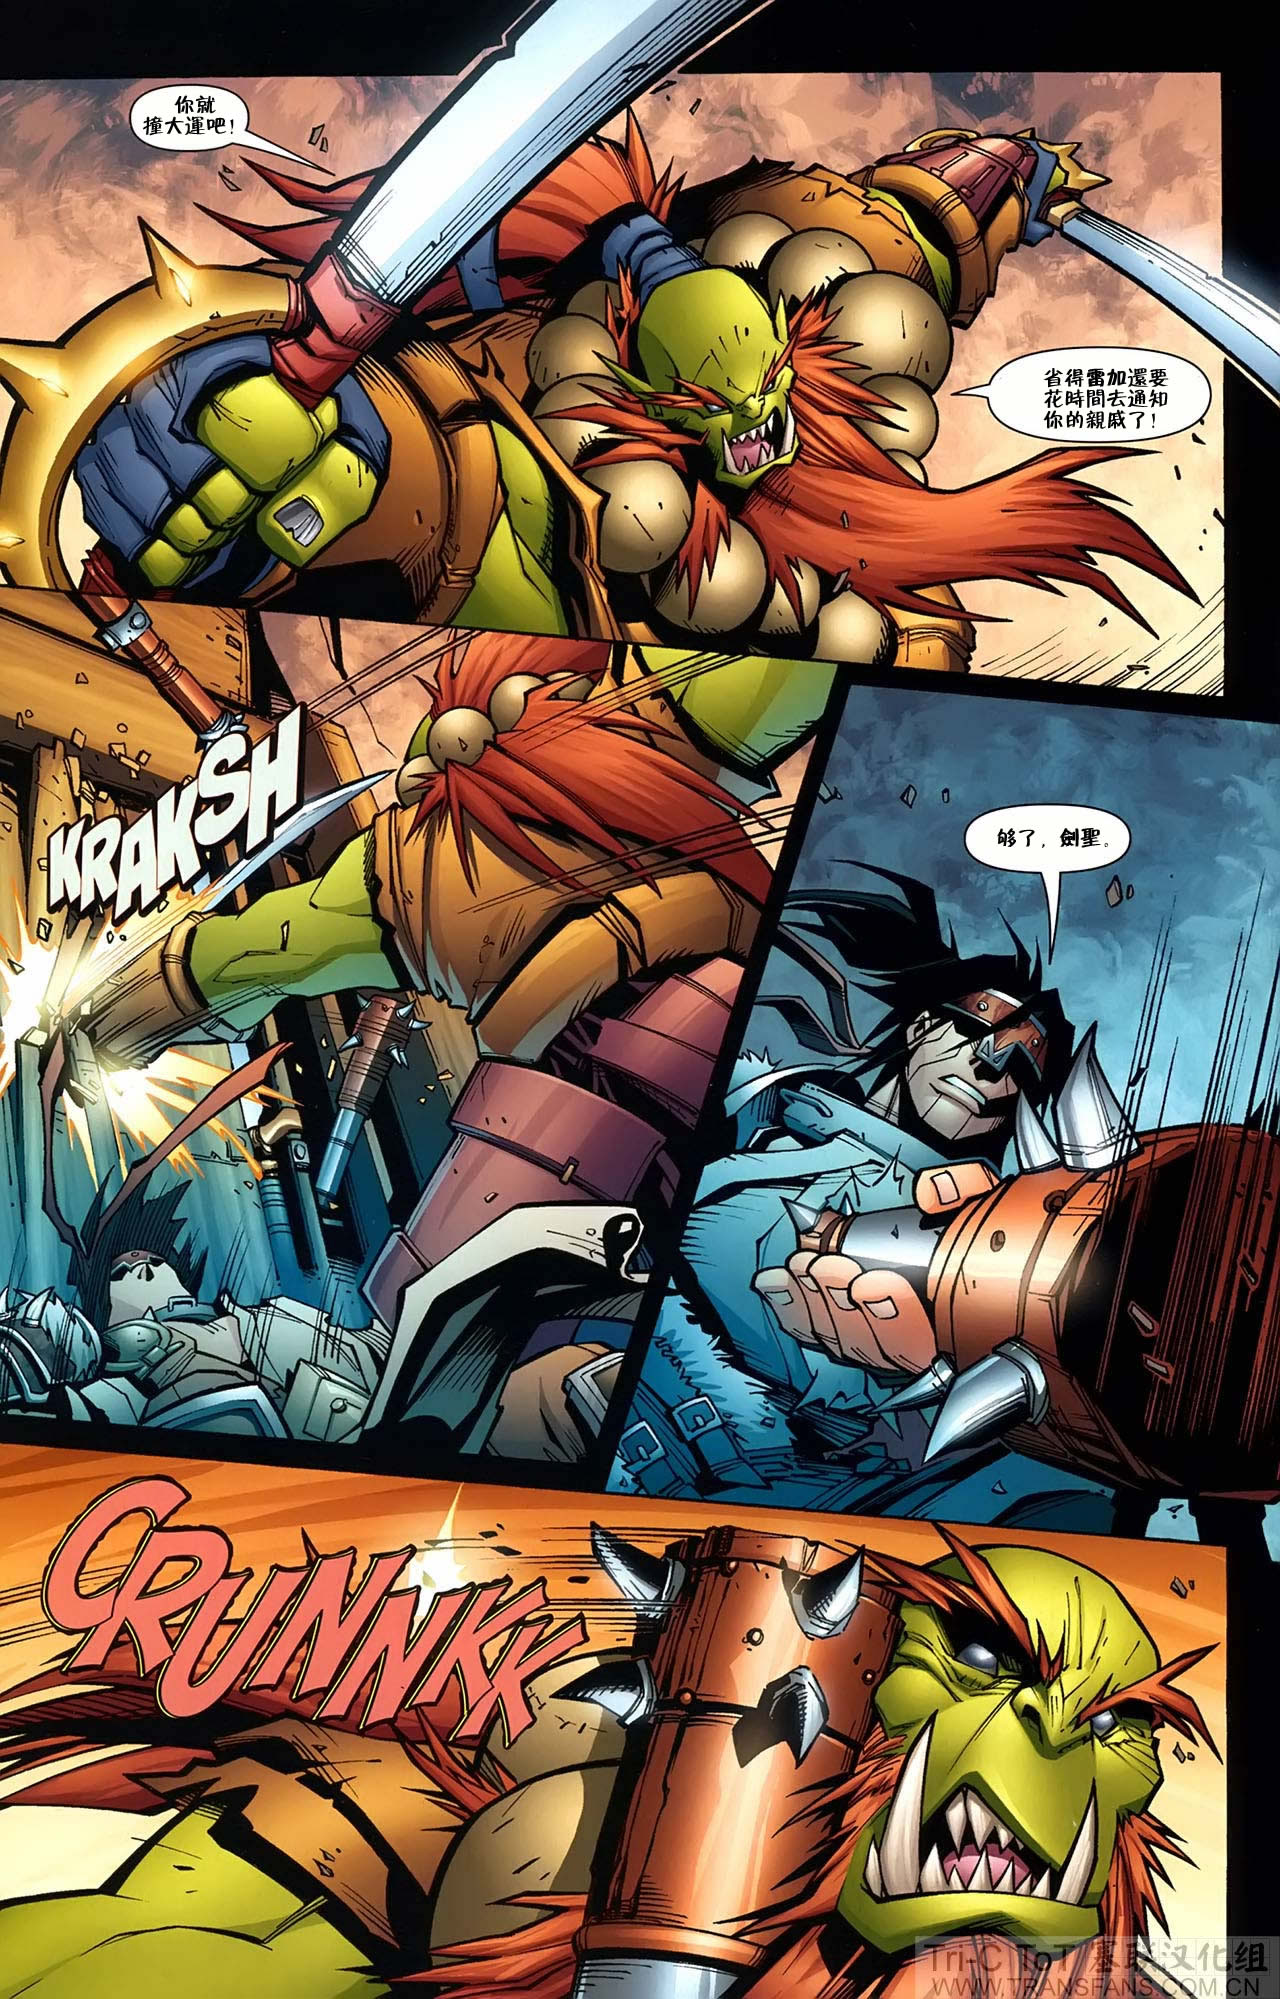 你就
撞大運吧!
省得雷加還要
花時間去通知
你的親戚了!
KRAKSH
够了，劍聖。
CRUNNKK
Tri-C ToT 塞联汉化组
WWW.TRANSFANS.COM.CN